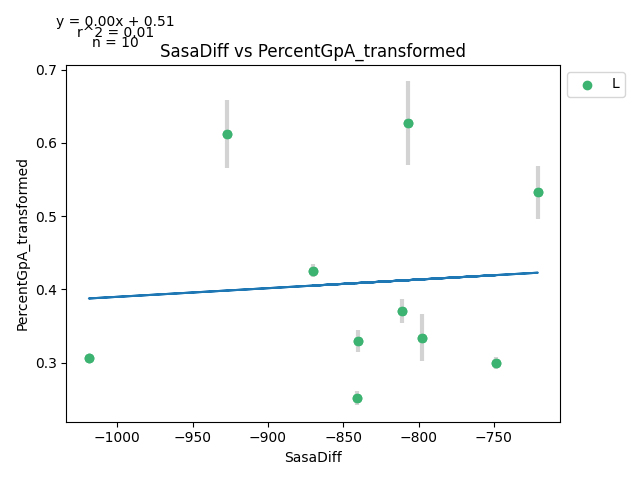 y = 0.00x + 0.51
r^2 = 0.01
n = 10
SasaDiff vs PercentGpA_transformed
L
PercentGpA_transformed
0.7
0.6
0.5
0.4
0.3
−1000
−950
−900
−850
−800
−750
SasaDiff